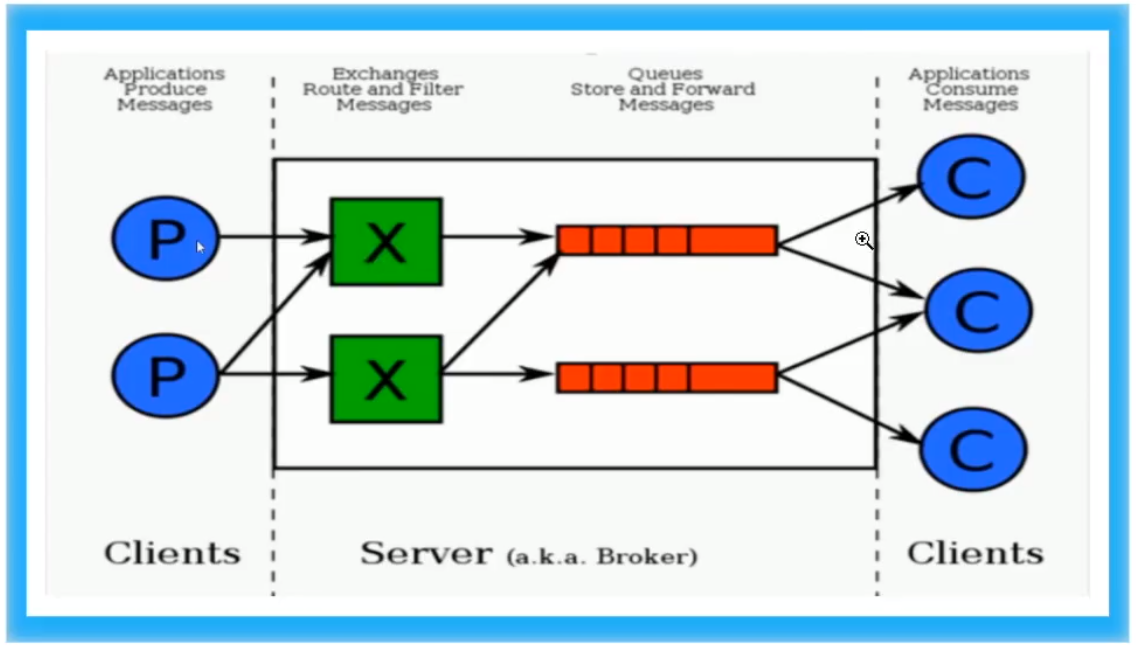 Applications
Produce
Messages
Exchanges
Route and Filter
Messages
Queues
Store and Forward
Messages
Applications
Consume
Messages
P
X
C
P
X
C
C
Clients
Server (a.k.a. Broker)
Clients